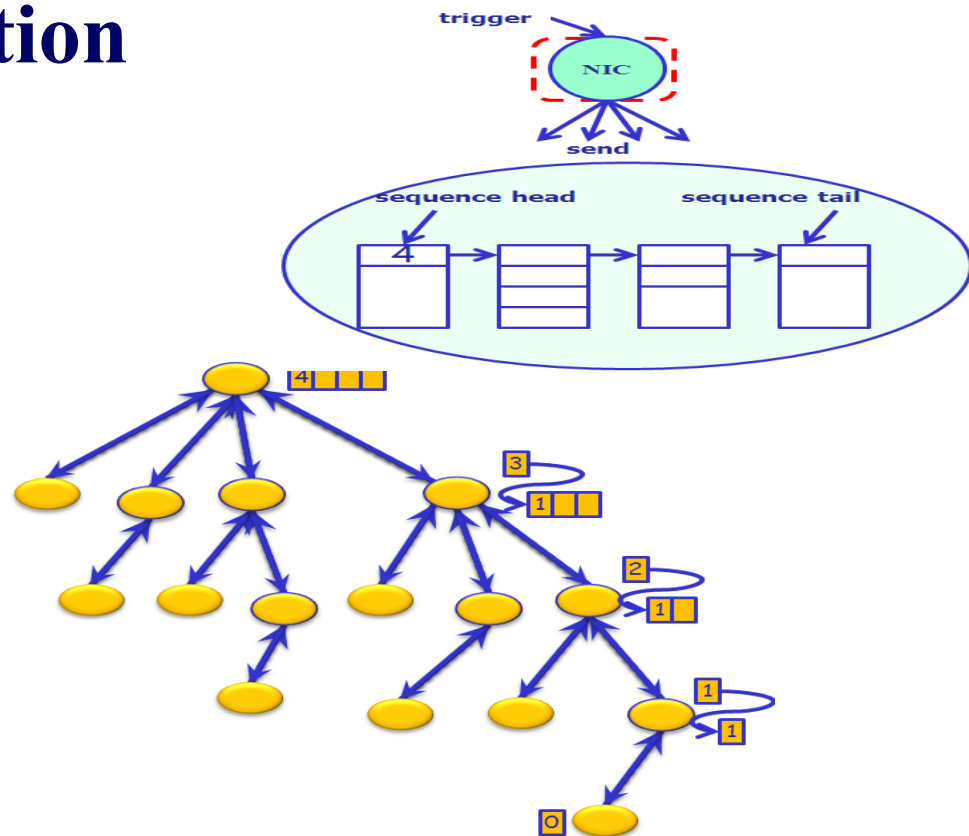 tion
trigger
NIC
send
sequence head
sequence tail
4
4
3
1
2
1
1
1
0